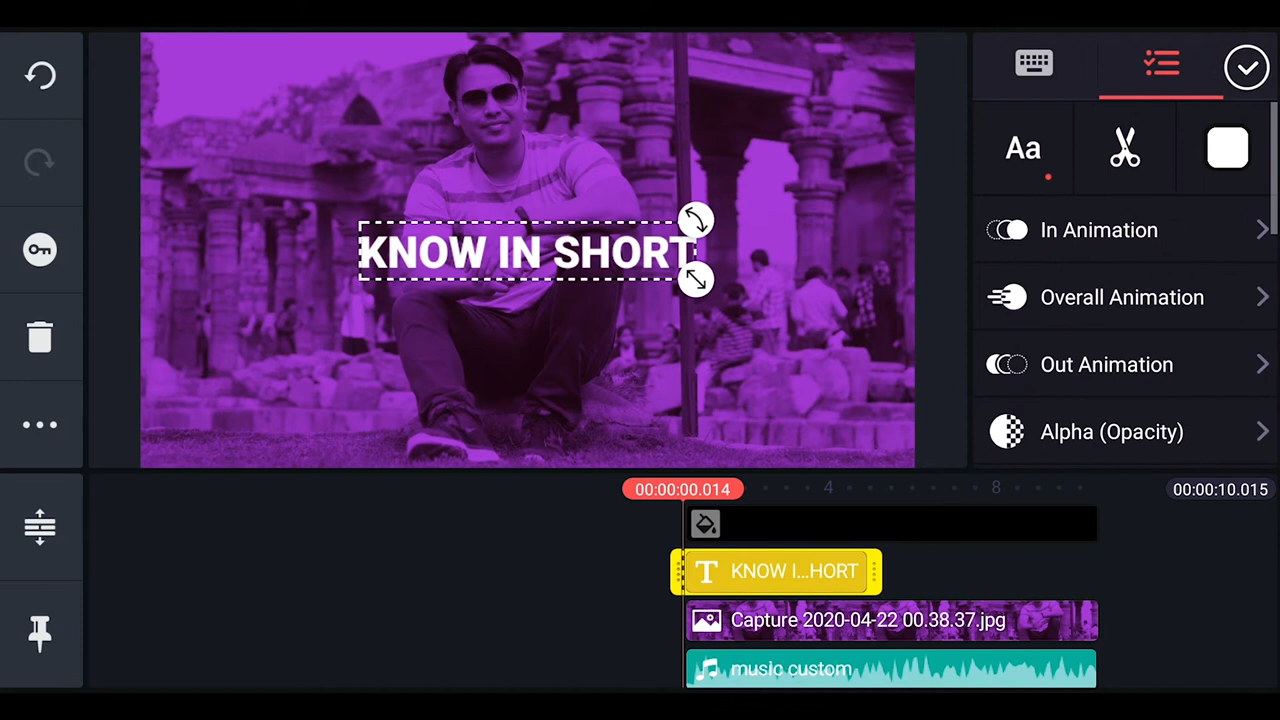 KNOW IN SHORT
Aa
In Animation
Overall Animation
Out Animation
Alpha (Opacity)
00:00:00.014
4
8
00:00:10.015
T KNOW I...HORT
Capture 2020-04-22 00.38.37.jpg
music custom